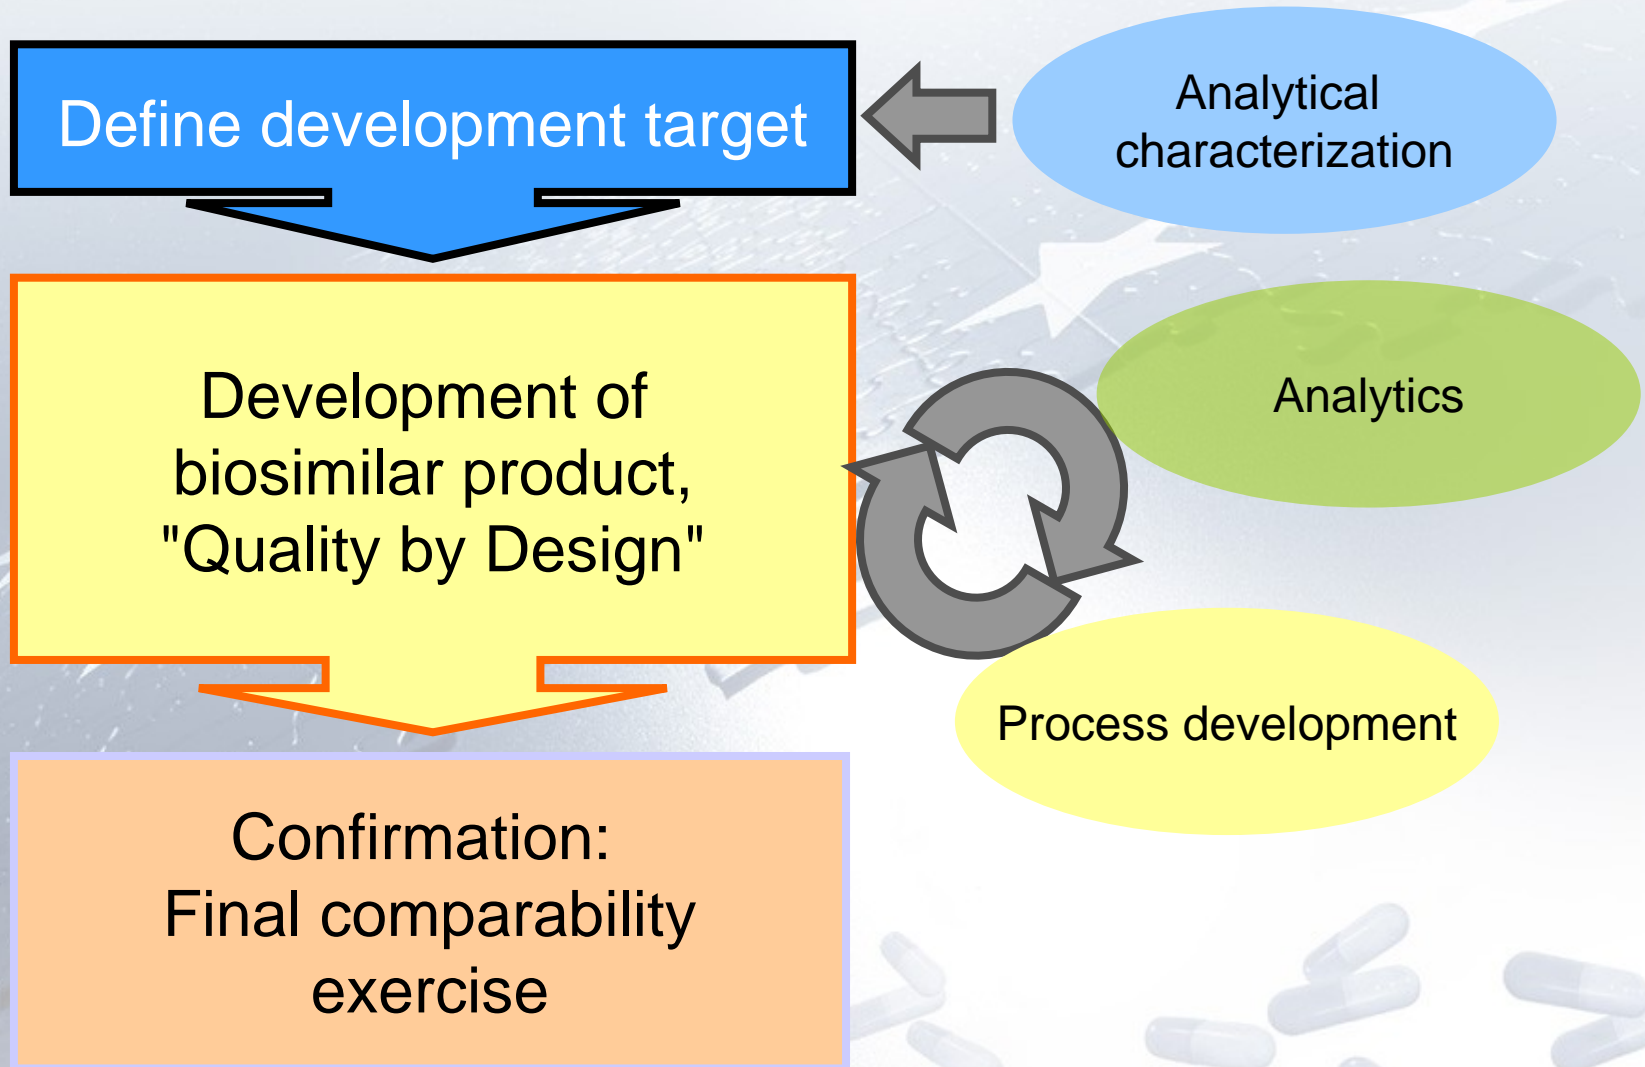 Define development target
Analytical
characterization
Development of
biosimilar product,
"Quality by Design"
Analytics
Process development
Confirmation:
Final comparability
exercise